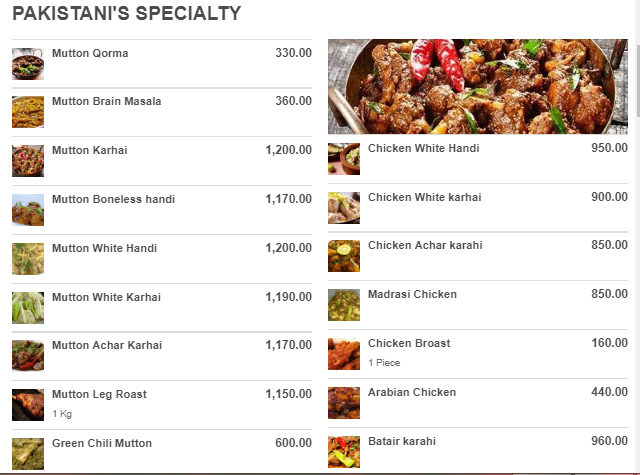 PAKISTANI'S SPECIALTY
Mutton Qorma 330.00
Mutton Brain Masala 360.00
Mutton Karhai 1,200.00
Mutton Boneless handi 1,170.00
Mutton White Handi 1,200.00
Mutton White Karhai 1,190.00
Mutton Achar Karhai 1,170.00
Mutton Leg Roast 1,150.00
1 Kg
Green Chili Mutton 600.00
Chicken White Handi 950.00
Chicken White karhai 900.00
Chicken Achar karahi 850.00
Madrasi Chicken 850.00
Chicken Broast 160.00
1 Piece
Arabian Chicken 440.00
Batair karahi 960.00